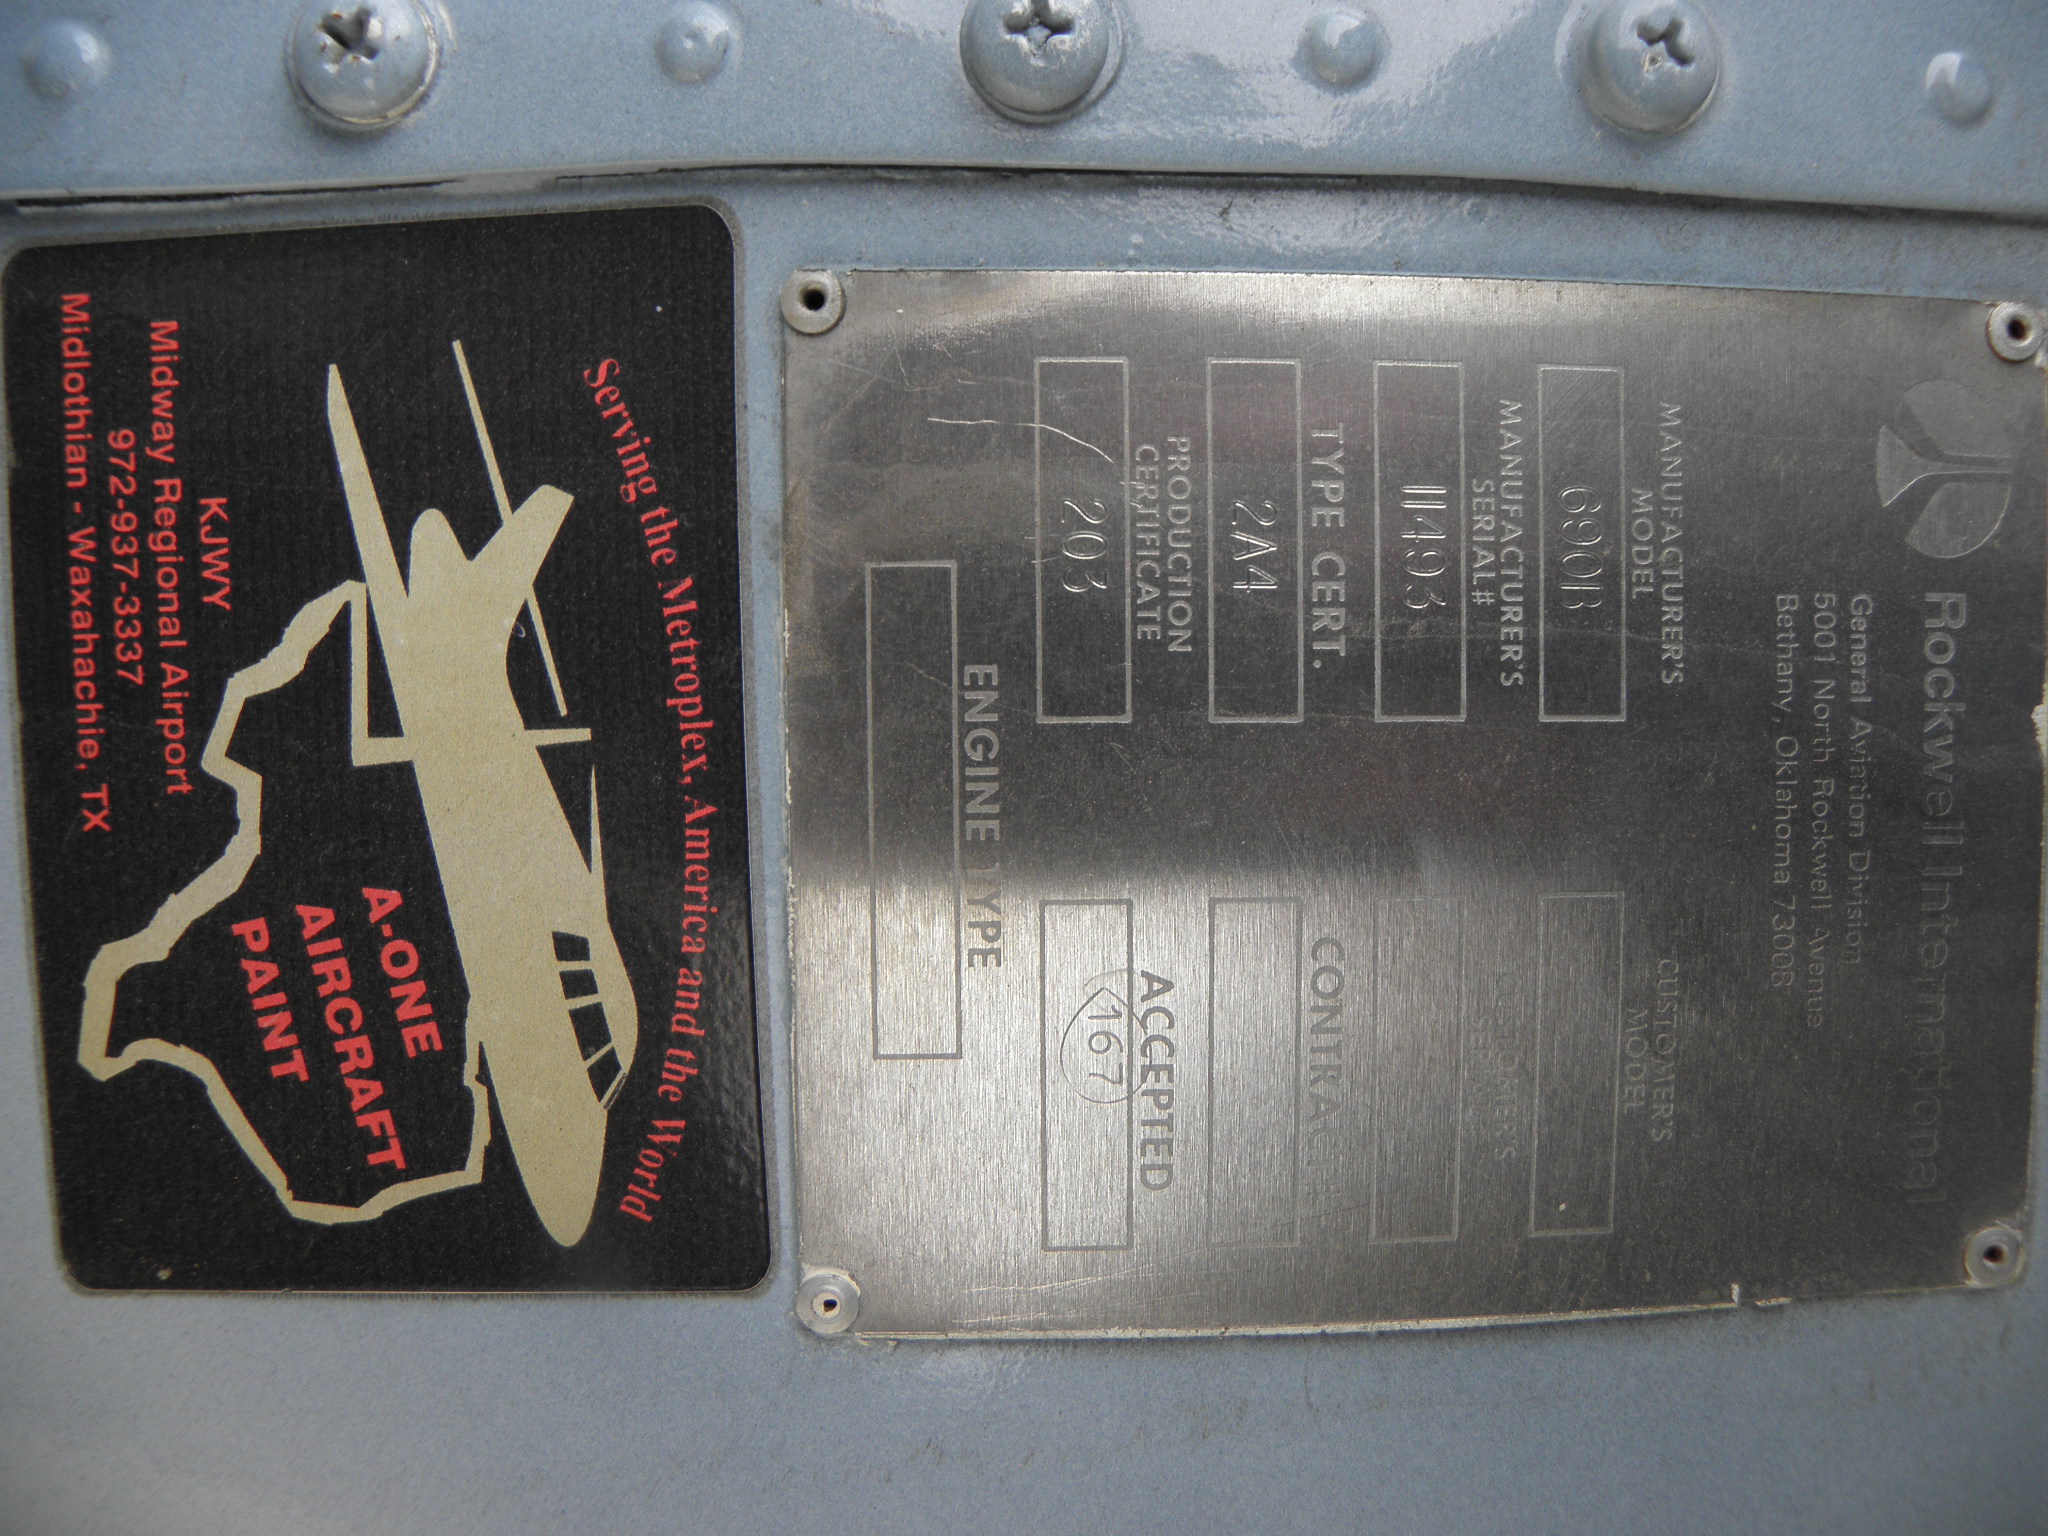 Rockwell International
General Aviation Division
5001 North Rockwell Avenue
Bethany, Oklahoma 73008
MANUFACTURER'S
MODEL
690B
CUSTOMER'S
MODEL
MANUFACTURER'S
SERIAL#
11493
CUSTOMER'S
SERIAL
TYPE CERT.
2A4
CONTRACT
PRODUCTION
CERTIFICATE
203
ACCEPTED
167
ENGINE TYPE
Serving the Metroplex, America and the World
A-ONE
AIRCRAFT
PAINT
KJWY
Midway Regional Airport
972-937-3337
Midlothian - Waxahachie, TX